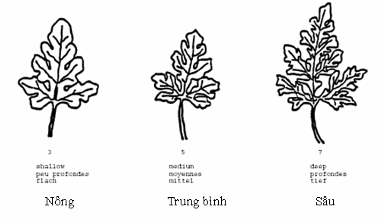 3 5 7
shallow medium deep
peu profondes moyennes profondes
flach mittel tief
Nông Trung bình Sâu